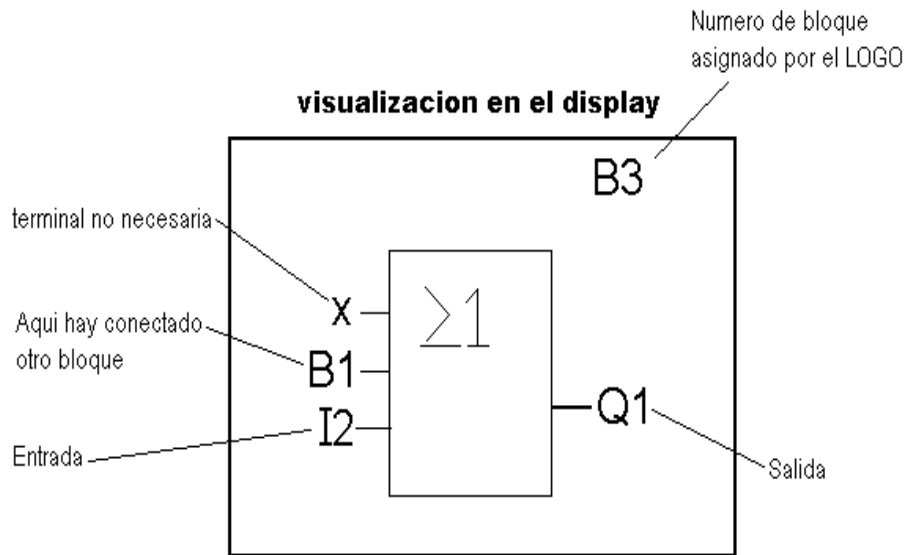 Numero de bloque
asignado por el LOGO
visualizacion en el display
B3
terminal no necesaria
X
∑1
Aqui hay conectado
otro bloque
B1
I2
Q1
Entrada
Salida